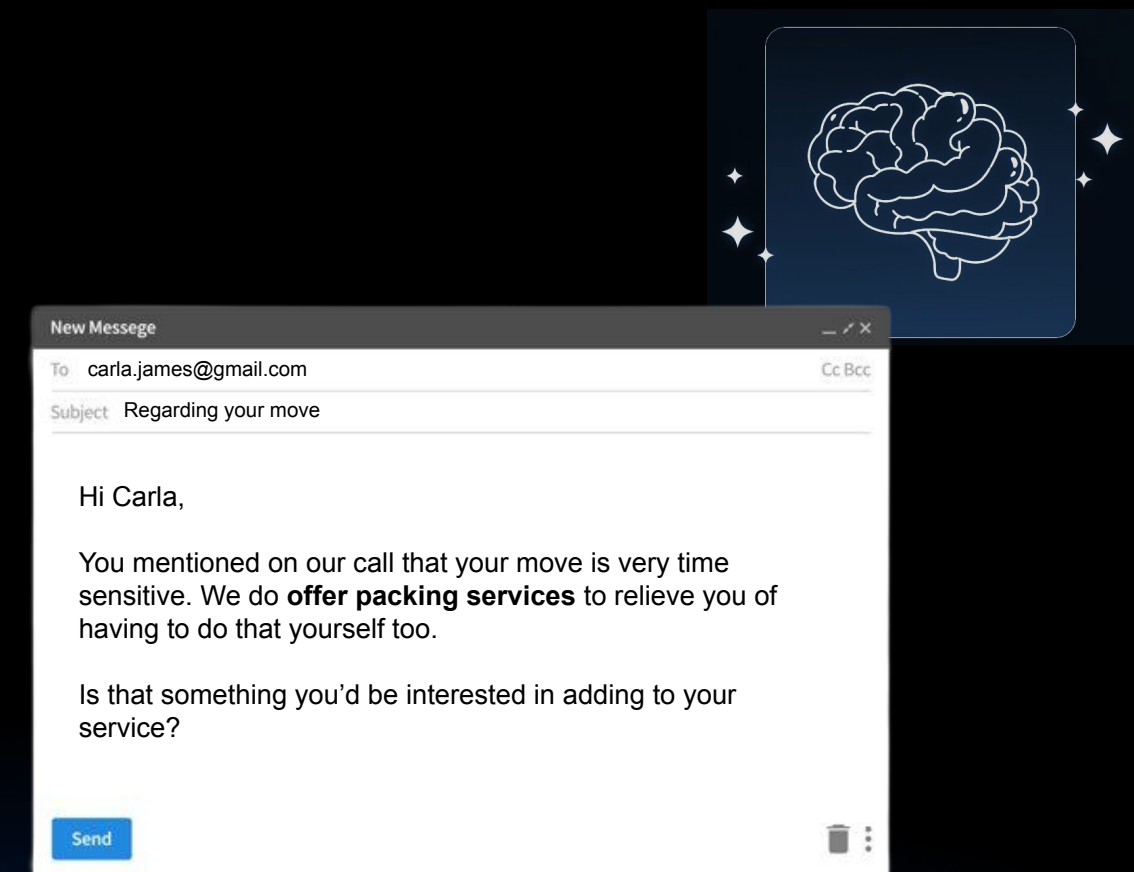 New Messege
To carla.james@gmail.com Cc Bcc
Subject Regarding your move
Hi Carla,
You mentioned on our call that your move is very time
sensitive. We do offer packing services to relieve you of
having to do that yourself too.
Is that something you’d be interested in adding to your
service?
Send